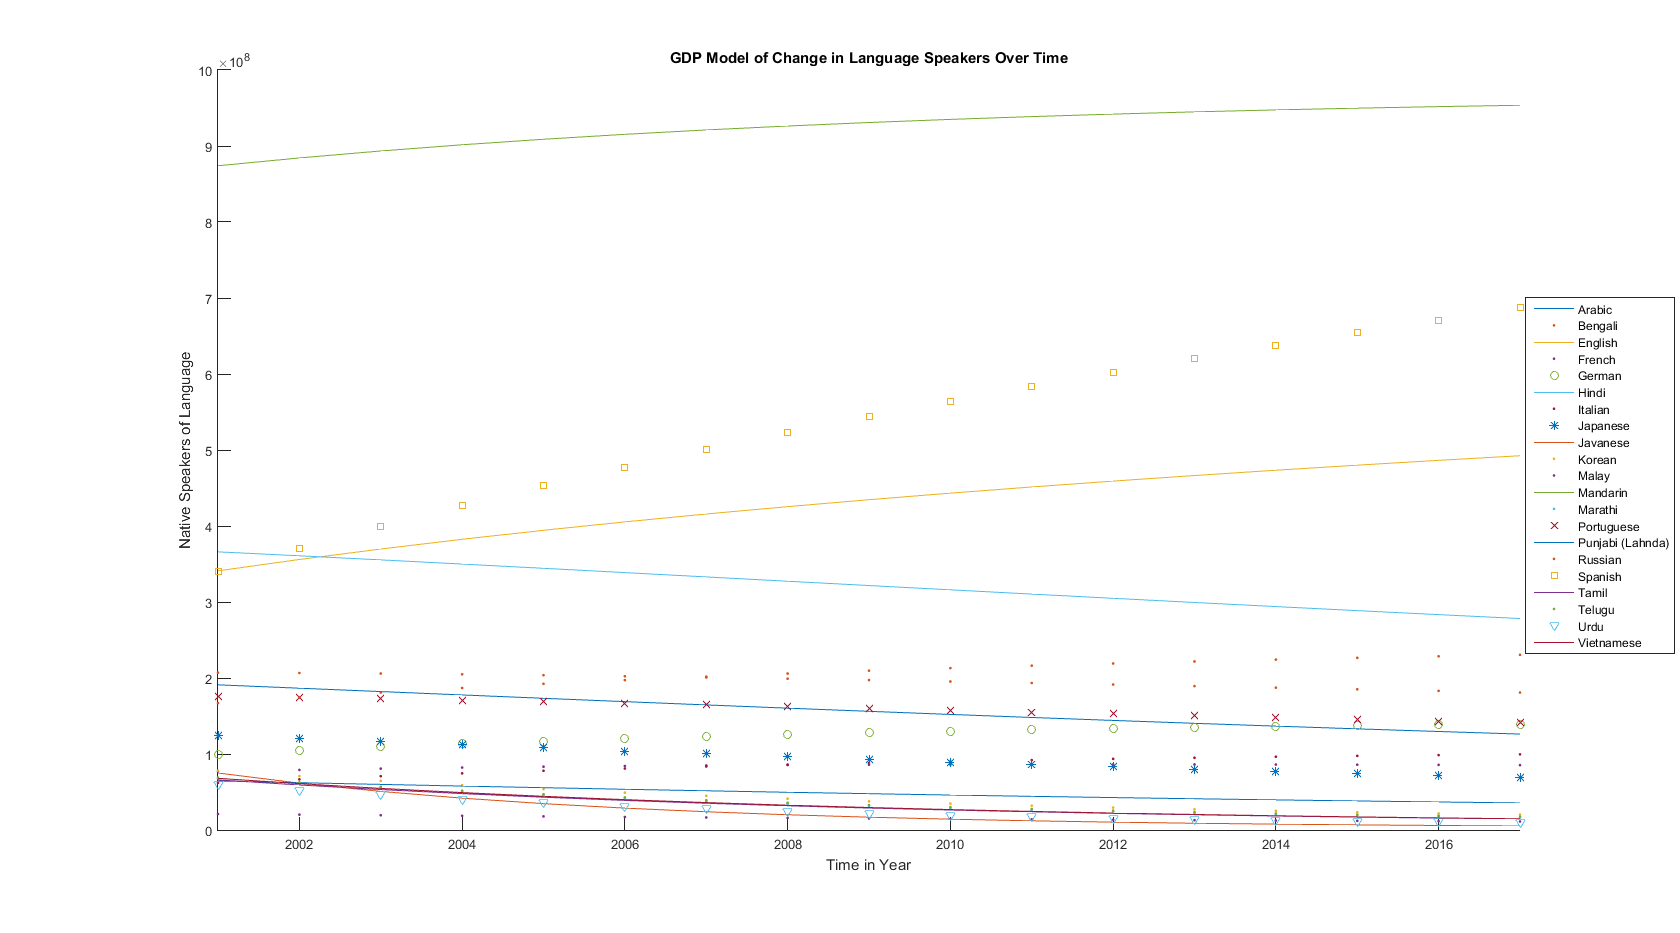 GDP Model of Change in Language Speakers Over Time
×10⁸
10
9
8
7
6
5
4
3
2
1
0
Native Speakers of Language
2002 2004 2006 2008 2010 2012 2014 2016
Time in Year
Arabic
Bengali
English
French
German
Hindi
Italian
Japanese
Javanese
Korean
Malay
Mandarin
Marathi
Portuguese
Punjabi (Lahnda)
Russian
Spanish
Tamil
Telugu
Urdu
Vietnamese